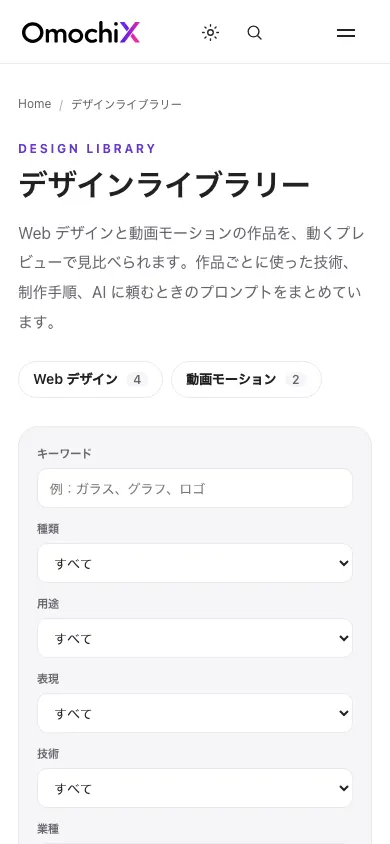 OmochiX
Home / デザインライブラリー
DESIGN LIBRARY
デザインライブラリー
Web デザインと動画モーションの作品を、動くプレ
ビューで見比べられます。作品ごとに使った技術、
制作手順、AI に頼むときのプロンプトをまとめてい
ます。
Web デザイン 4 動画モーション 2
キーワード
例：ガラス、グラフ、ロゴ
種類
すべて
用途
すべて
表現
すべて
技術
すべて
業種